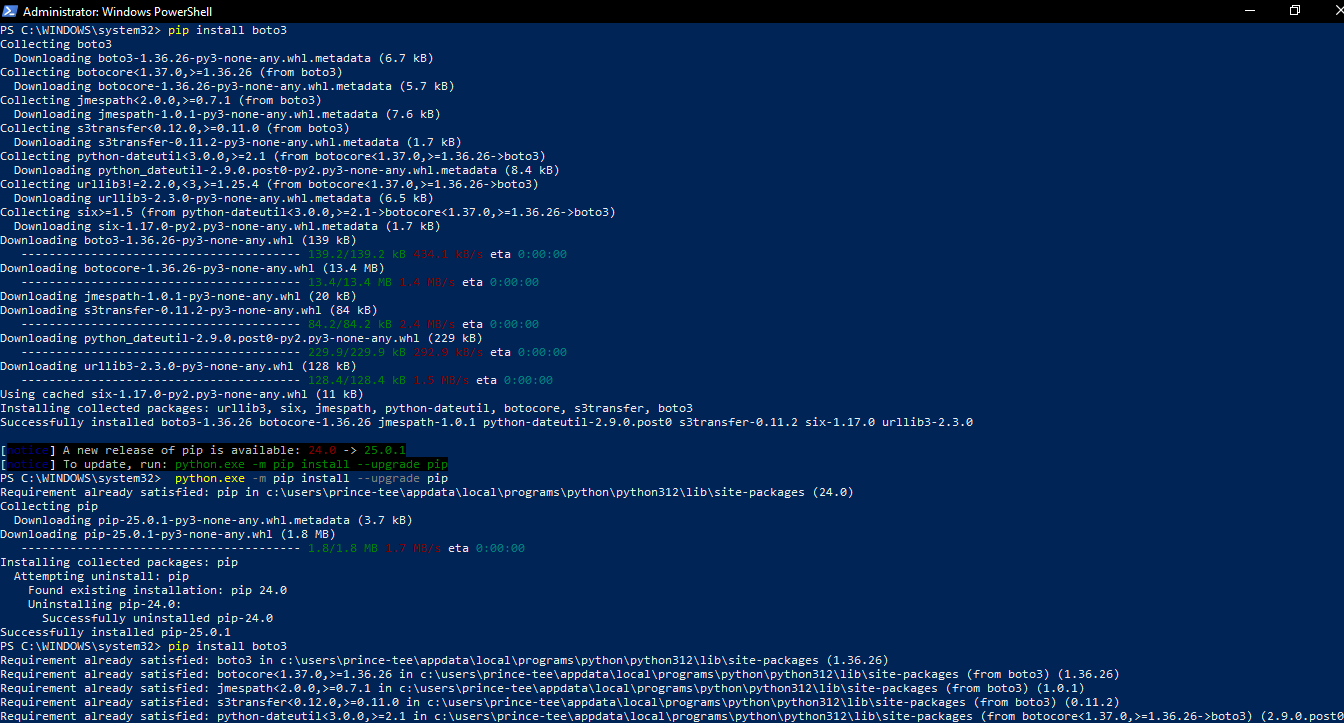 Administrator: Windows PowerShell
PS C:\WINDOWS\system32> pip install boto3
Collecting boto3
  Downloading boto3-1.36.26-py3-none-any.whl.metadata (6.7 kB)
Collecting botocore<1.37.0,>=1.36.26 (from boto3)
  Downloading botocore-1.36.26-py3-none-any.whl.metadata (5.7 kB)
Collecting jmespath<2.0.0,>=0.7.1 (from boto3)
  Downloading jmespath-1.0.1-py3-none-any.whl.metadata (7.6 kB)
Collecting s3transfer<0.12.0,>=0.11.0 (from boto3)
  Downloading s3transfer-0.11.2-py3-none-any.whl.metadata (1.7 kB)
Collecting python-dateutil<3.0.0,>=2.1 (from botocore<1.37.0,>=1.36.26->boto3)
  Downloading python_dateutil-2.9.0.post0-py2.py3-none-any.whl.metadata (8.4 kB)
Collecting urllib3!=2.2.0,<3,>=1.25.4 (from botocore<1.37.0,>=1.36.26->boto3)
  Downloading urllib3-2.3.0-py3-none-any.whl.metadata (6.5 kB)
Collecting six>=1.5 (from python-dateutil<3.0.0,>=2.1->botocore<1.37.0,>=1.36.26->boto3)
  Downloading six-1.17.0-py2.py3-none-any.whl.metadata (1.7 kB)
Downloading boto3-1.36.26-py3-none-any.whl (139 kB)
   ---------------------------------------- 139.2/139.2 kB 434.1 kB/s eta 0:00:00
Downloading botocore-1.36.26-py3-none-any.whl (13.4 MB)
   ---------------------------------------- 13.4/13.4 MB 1.4 MB/s eta 0:00:00
Downloading jmespath-1.0.1-py3-none-any.whl (20 kB)
Downloading s3transfer-0.11.2-py3-none-any.whl (84 kB)
   ---------------------------------------- 84.2/84.2 kB MB/s eta 0:00:00
Downloading python_dateutil-2.9.0.post0-py2.py3-none-any.whl (229 kB)
   ---------------------------------------- 229.9/229.9 kB kB/s eta 0:00:00
Downloading urllib3-2.3.0-py3-none-any.whl (128 kB)
   ---------------------------------------- 128.4/128.4 kB 1.5 MB/s eta 0:00:00
Using cached six-1.17.0-py2.py3-none-any.whl (11 kB)
Installing collected packages: urllib3, six, jmespath, python-dateutil, botocore, s3transfer, boto3
Successfully installed boto3-1.36.26 botocore-1.36.26 jmespath-1.0.1 python-dateutil-2.9.0.post0 s3transfer-0.11.2 six-1.17.0 urllib3-2.3.0
[notice] A new release of pip is available: 24.0 -> 25.0.1
[notice] To update, run: python.exe -m pip install --upgrade pip
PS C:\WINDOWS\system32>  python.exe -m pip install --upgrade pip
Requirement already satisfied: pip in c:\users\prince-tee\appdata\local\programs\python\python312\lib\site-packages (24.0)
Collecting pip
  Downloading pip-25.0.1-py3-none-any.whl.metadata (3.7 kB)
Downloading pip-25.0.1-py3-none-any.whl (1.8 MB)
   ---------------------------------------- 1.8/1.8 MB 1.7 MB/s eta 0:00:00
Installing collected packages: pip
  Attempting uninstall: pip
    Found existing installation: pip 24.0
    Uninstalling pip-24.0:
      Successfully uninstalled pip-24.0
Successfully installed pip-25.0.1
PS C:\WINDOWS\system32> pip install boto3
Requirement already satisfied: boto3 in c:\users\prince-tee\appdata\local\programs\python\python312\lib\site-packages (1.36.26)
Requirement already satisfied: botocore<1.37.0,>=1.36.26 in c:\users\prince-tee\appdata\local\programs\python\python312\lib\site-packages (from boto3) (1.36.26)
Requirement already satisfied: jmespath<2.0.0,>=0.7.1 in c:\users\prince-tee\appdata\local\programs\python\python312\lib\site-packages (from boto3) (1.0.1)
Requirement already satisfied: s3transfer<0.12.0,>=0.11.0 in c:\users\prince-tee\appdata\local\programs\python\python312\lib\site-packages (from boto3) (0.11.2)
Requirement already satisfied: python-dateutil<3.0.0,>=2.1 in c:\users\prince-tee\appdata\local\programs\python\python312\lib\site-packages (from botocore<1.37.0,>=1.36.26->boto3) (2.9.0.post0